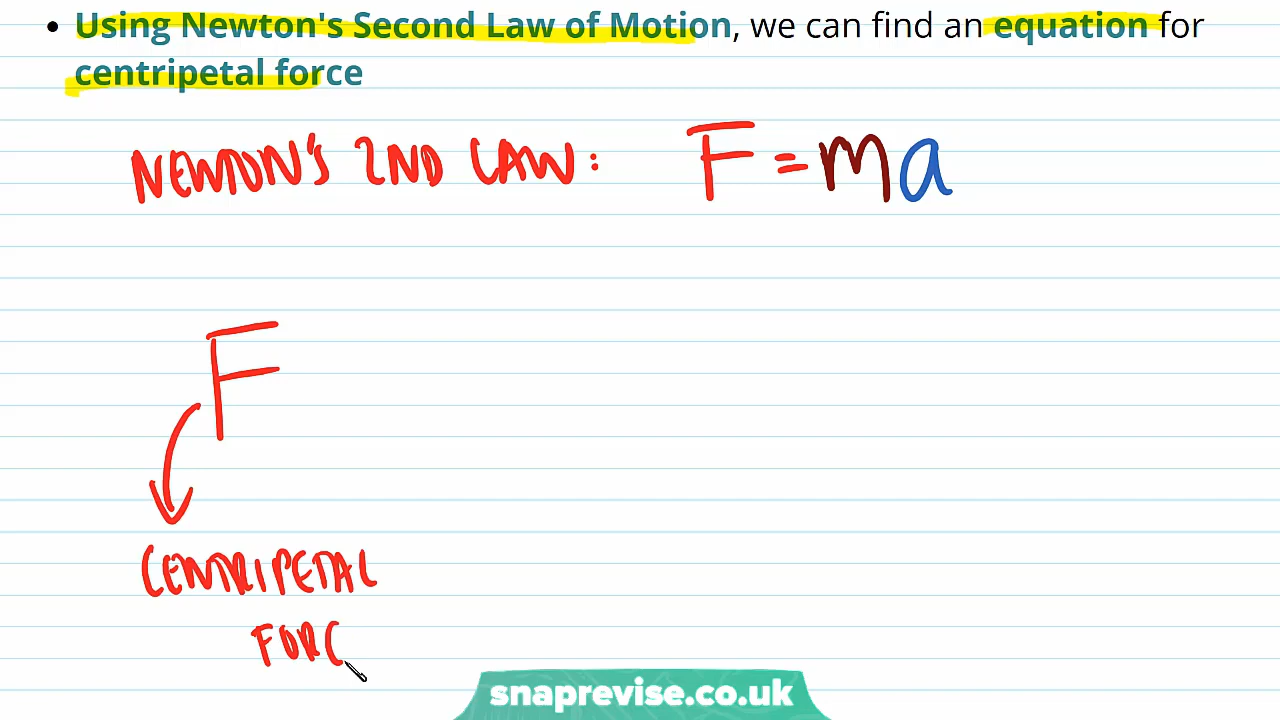 • Using Newton's Second Law of Motion, we can find an equation for
centripetal force
NEWTON'S 2ND LAW: F = ma
F
CENTRIPETAL
FORC
snaprevise.co.uk